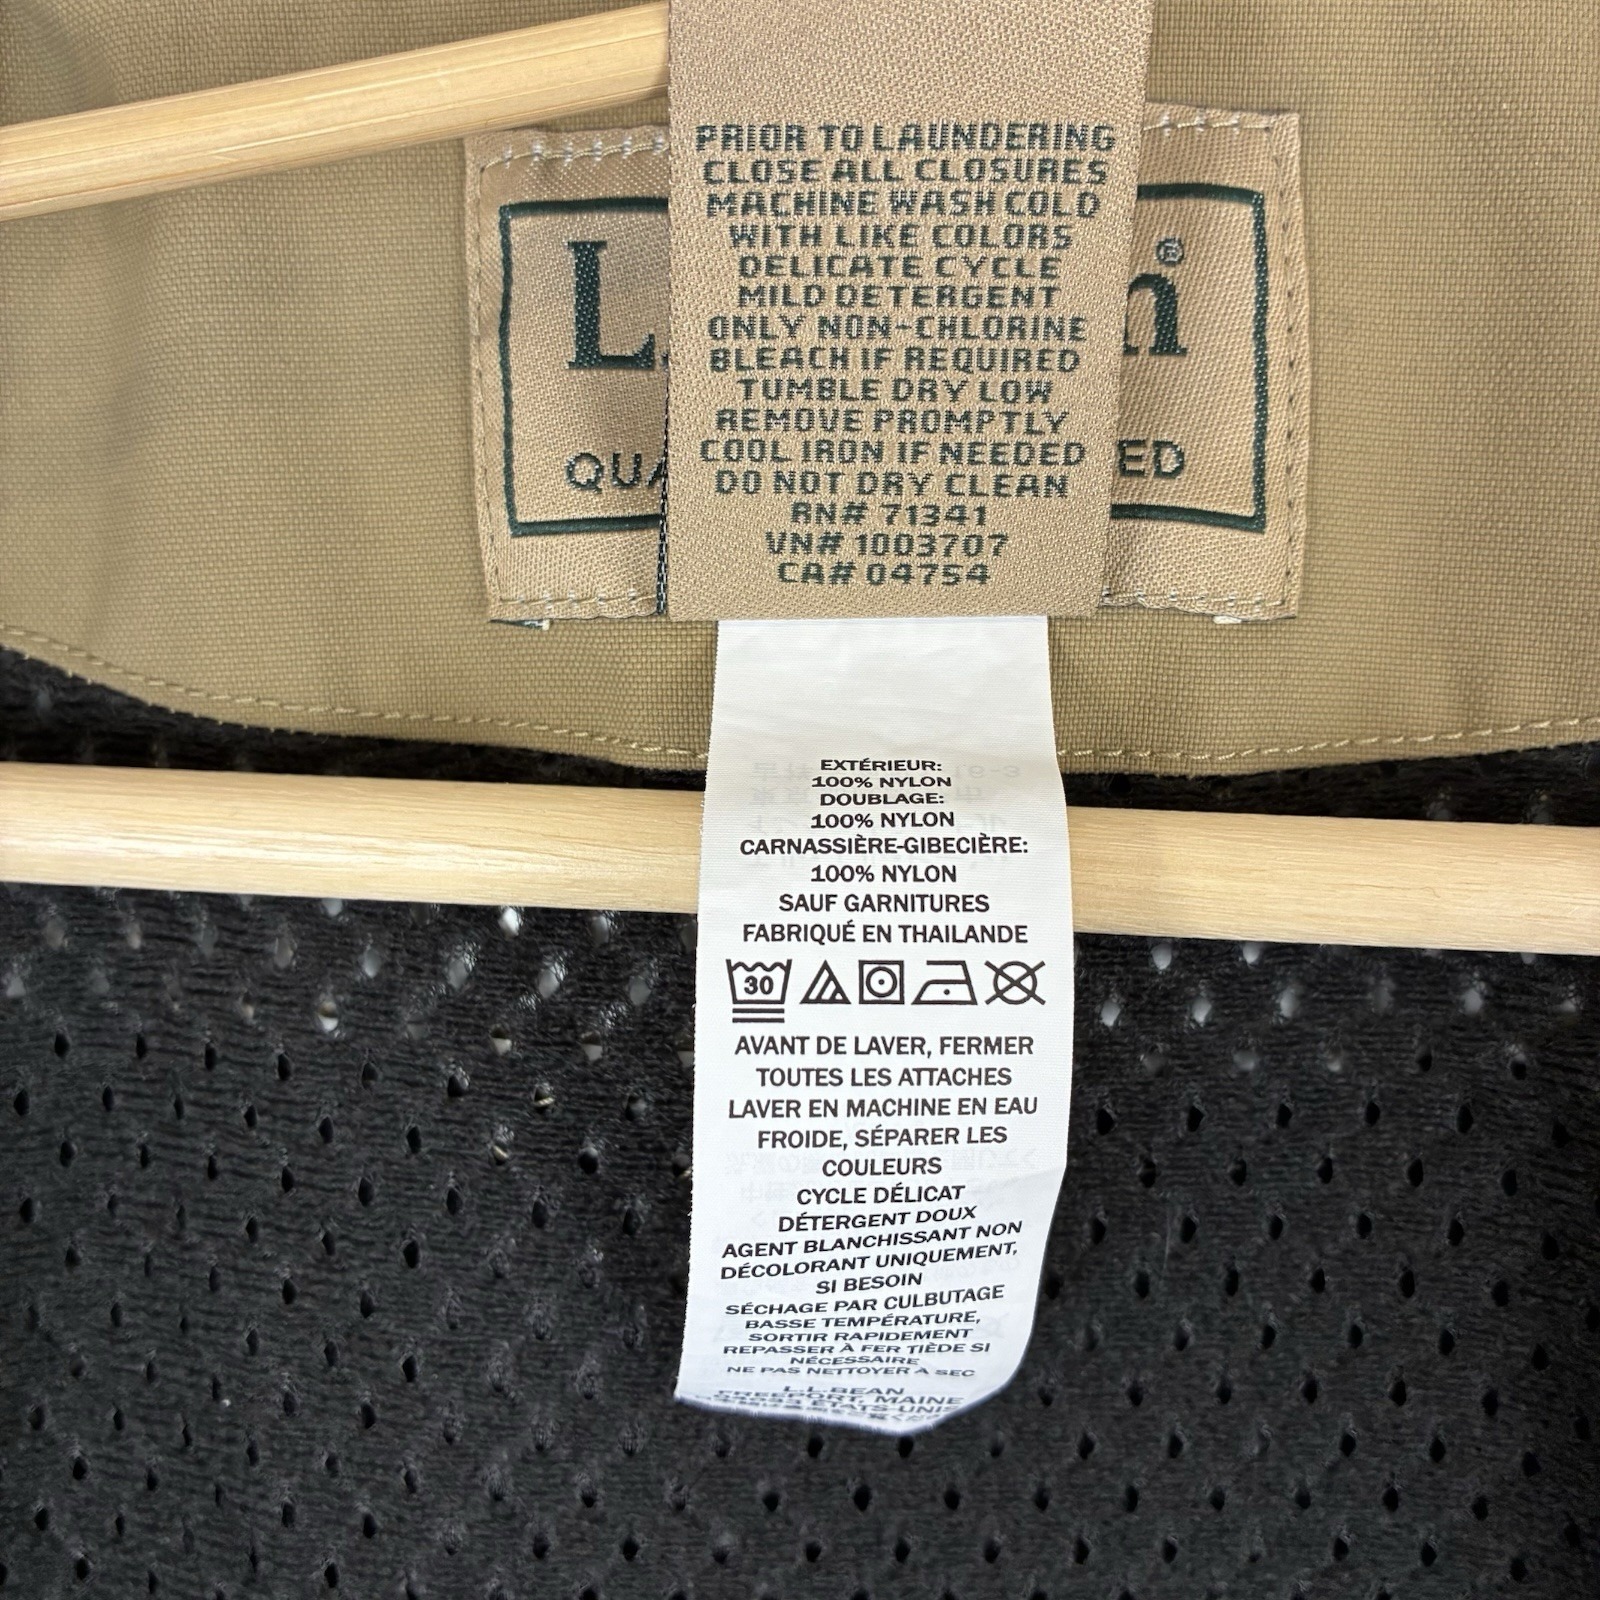 PRIOR TO LAUNDERING
CLOSE ALL CLOSURES
MACHINE WASH COLD
WITH LIKE COLORS
DELICATE CYCLE
MILD DETERGENT
ONLY NON-CHLORINE
BLEACH IF REQUIRED
TUMBLE DRY LOW
REMOVE PROMPTLY
COOL IRON IF NEEDED
DO NOT DRY CLEAN
RN# 71341
VN# 1003707
CA# 04754
EXTÉRIEUR:
100% NYLON
DOUBLAGE:
100% NYLON
CARNASSIÈRE-GIBECIÈRE:
100% NYLON
SAUF GARNITURES
FABRIQUÉ EN THAILANDE
30
AVANT DE LAVER, FERMER
TOUTES LES ATTACHES
LAVER EN MACHINE EN EAU
FROIDE, SÉPARER LES
COULEURS
CYCLE DÉLICAT
DÉTERGENT DOUX
AGENT BLANCHISSANT NON
DÉCOLORANT UNIQUEMENT,
SI BESOIN
SÉCHAGE PAR CULBUTAGE
BASSE TEMPÉRATURE,
SORTIR RAPIDEMENT
REPASSER À FER TIÈDE SI
NÉCESSAIRE
NE PAS NETTOYER À SEC
L.L.BEAN
FREEPORT, MAINE
ÉTATS-UNIS